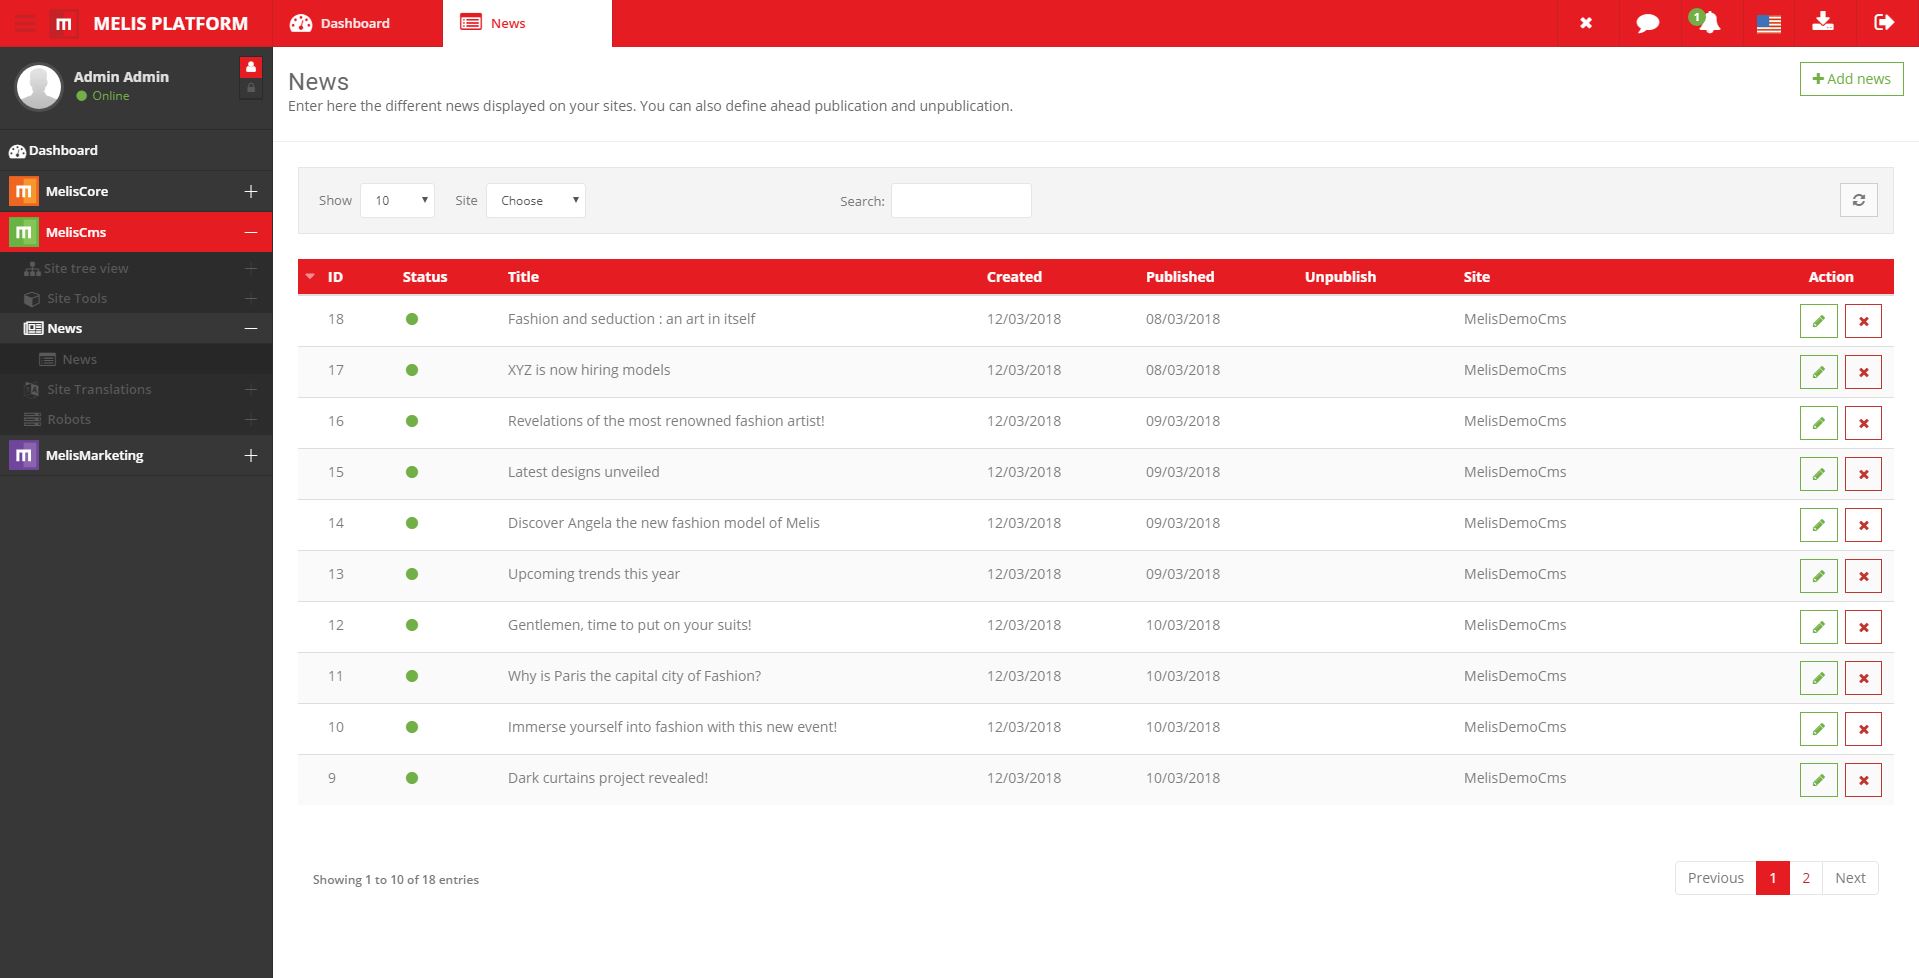 MELIS PLATFORM
Dashboard
News
1
Admin Admin
Online
Dashboard
MelisCore
MelisCms
Site tree view
Site Tools
News
News
Site Translations
Robots
MelisMarketing
News
Enter here the different news displayed on your sites. You can also define ahead publication and unpublication.
Add news
Show 10 Site Choose Search:
ID Status Title Created Published Unpublish Site Action
18 Fashion and seduction : an art in itself 12/03/2018 08/03/2018 MelisDemoCms
17 XYZ is now hiring models 12/03/2018 08/03/2018 MelisDemoCms
16 Revelations of the most renowned fashion artist! 12/03/2018 09/03/2018 MelisDemoCms
15 Latest designs unveiled 12/03/2018 09/03/2018 MelisDemoCms
14 Discover Angela the new fashion model of Melis 12/03/2018 09/03/2018 MelisDemoCms
13 Upcoming trends this year 12/03/2018 09/03/2018 MelisDemoCms
12 Gentlemen, time to put on your suits! 12/03/2018 10/03/2018 MelisDemoCms
11 Why is Paris the capital city of Fashion? 12/03/2018 10/03/2018 MelisDemoCms
10 Immerse yourself into fashion with this new event! 12/03/2018 10/03/2018 MelisDemoCms
9 Dark curtains project revealed! 12/03/2018 10/03/2018 MelisDemoCms
Showing 1 to 10 of 18 entries
Previous 1 2 Next